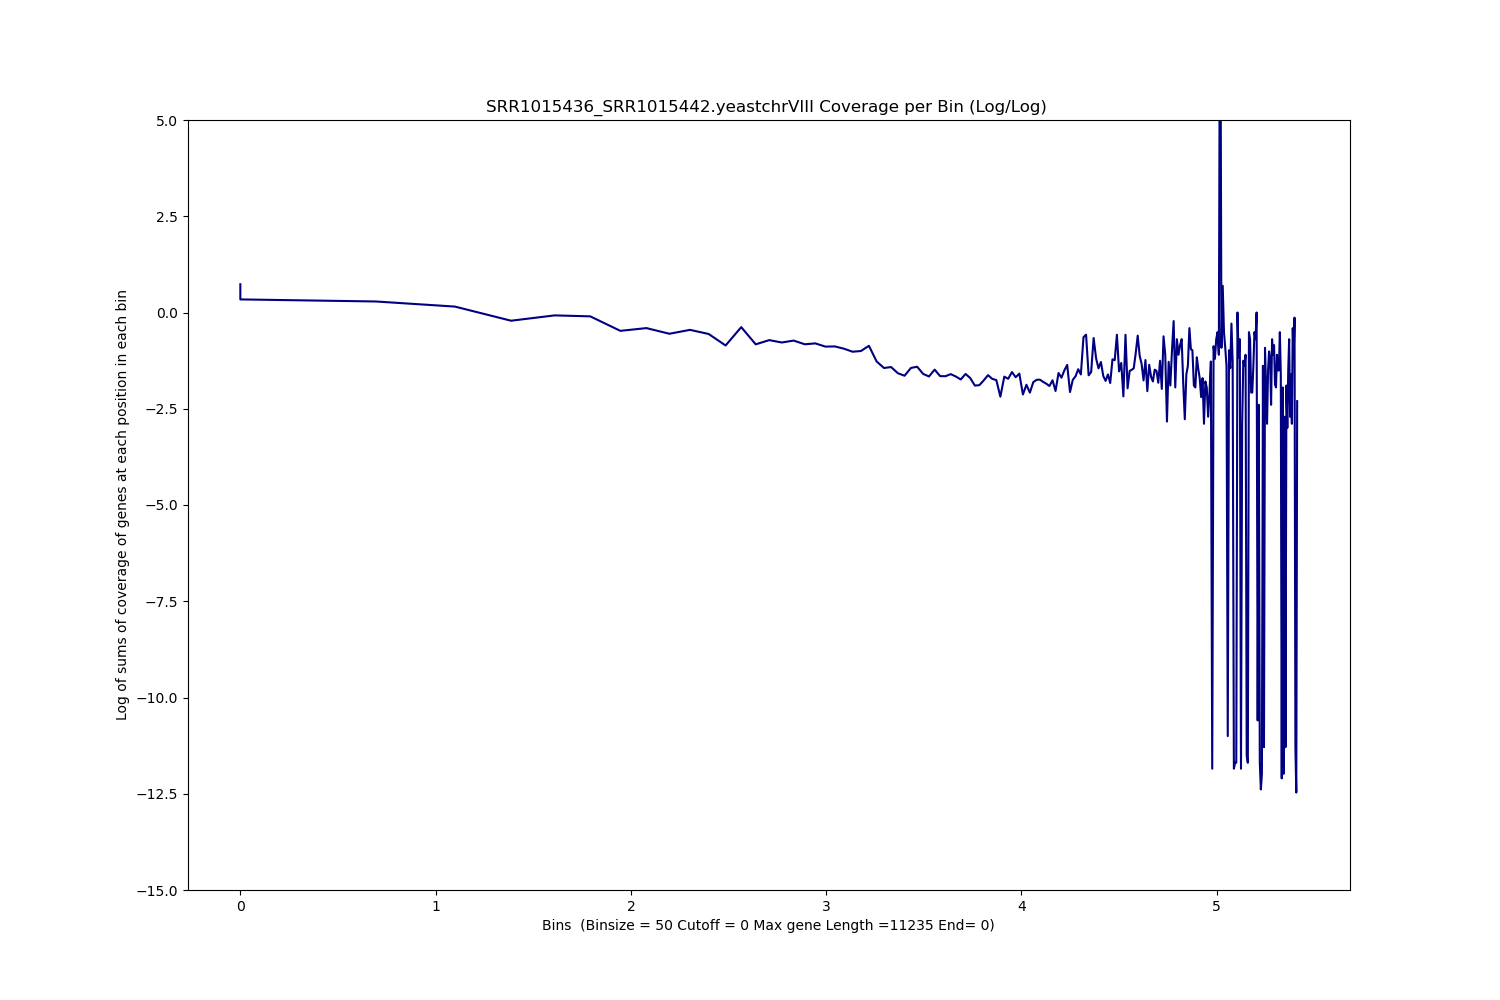 SRR1015436_SRR1015442.yeastchrVIII Coverage per Bin (Log/Log)
Log of sums of coverage of genes at each position in each bin
5.0
2.5
0.0
−2.5
−5.0
−7.5
−10.0
−12.5
−15.0
0 1 2 3 4 5
Bins  (Binsize = 50 Cutoff = 0 Max gene Length =11235 End= 0)